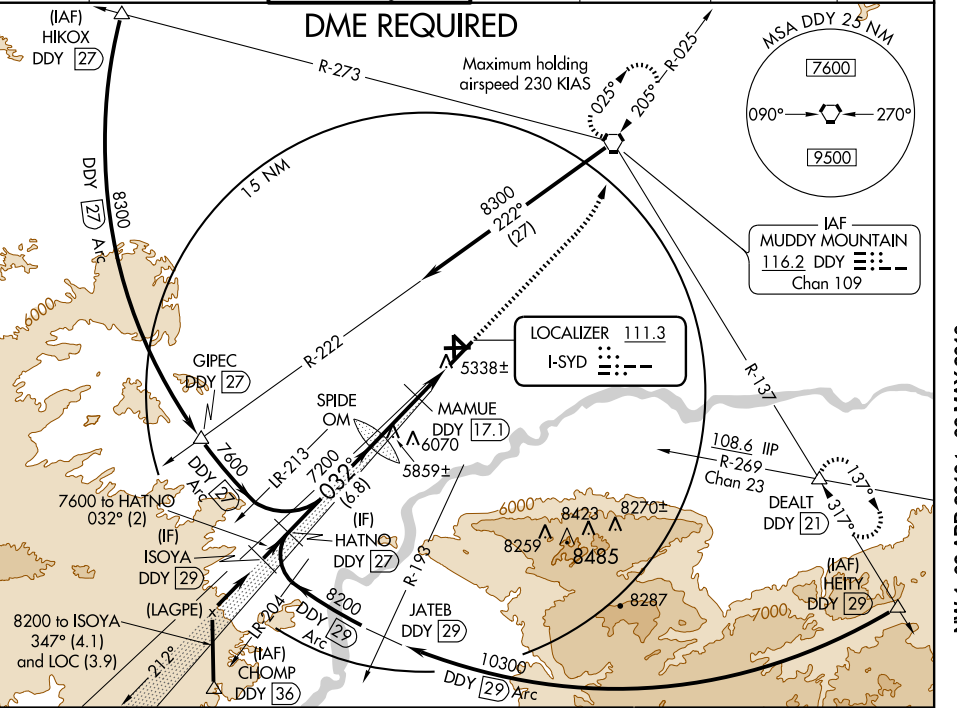 DME REQUIRED
(IAF)
HIKOX
DDY 27
R-273
Maximum holding
airspeed 230 KIAS
025°
205°
R-025
MSA DDY 25 NM
7600
090°
270°
9500
15 NM
DDY 27 Arc
8300
8300
222°
(27)
IAF
MUDDY MOUNTAIN
116.2 DDY
Chan 109
6000
R-222
LOCALIZER 111.3
I-SYD
5338±
R-137
GIPEC
DDY 27
SPIDE
OM
MAMUE
DDY 17.1
6070
5859±
7600
DDY 27
Arc
LR-213
7200
032°
(6.8)
108.6 IIP
R-269
Chan 23
137°
317°
DEALT
DDY 21
7600 to HATNO
032° (2)
(IF)
HATNO
DDY 27
R-193
6000
8259
8423
8270±
8485
(IF)
ISOYA
DDY 29
(IAF)
HEITY
DDY 29
8287
7000
(LAGPE)
8200
DDY 29
Arc
JATEB
DDY 29
LR-204
8200 to ISOYA
347° (4.1)
and LOC (3.9)
212°
(IAF)
CHOMP
DDY 36
10300
DDY 29 Arc